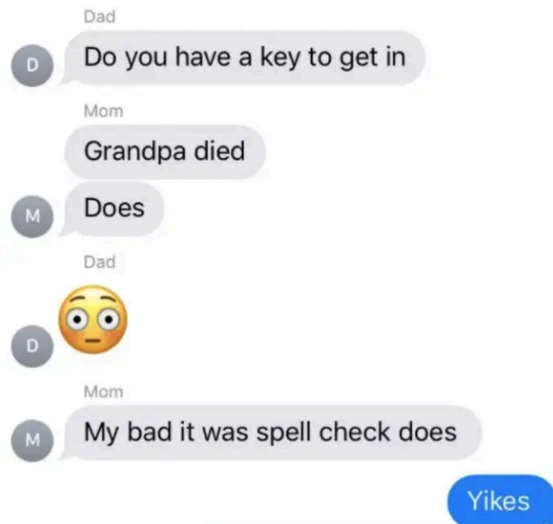 Dad
D
Do you have a key to get in
Mom
Grandpa died
M
Does
Dad
D
Mom
M
My bad it was spell check does
Yikes